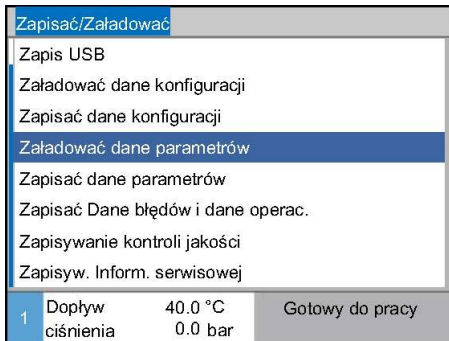 Zapisać/Załadować
Zapis USB
Załadować dane konfiguracji
Zapisać dane konfiguracji
Załadować dane parametrów
Zapisać dane parametrów
Zapisać Dane błędów i dane operac.
Zapisywanie kontroli jakości
Zapisyw. Inform. serwisowej
1 Dopływ 40.0 °C Gotowy do pracy
ciśnienia 0.0 bar